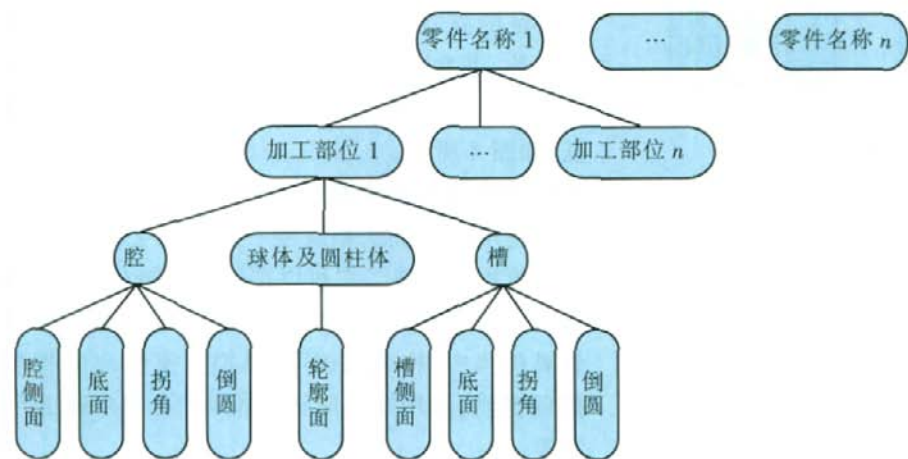 零件名称 1
…
零件名称 n
加工部位 1
…
加工部位 n
腔
球体及圆柱体
槽
腔侧面
底面
拐角
倒圆
轮廓面
槽侧面
底面
拐角
倒圆